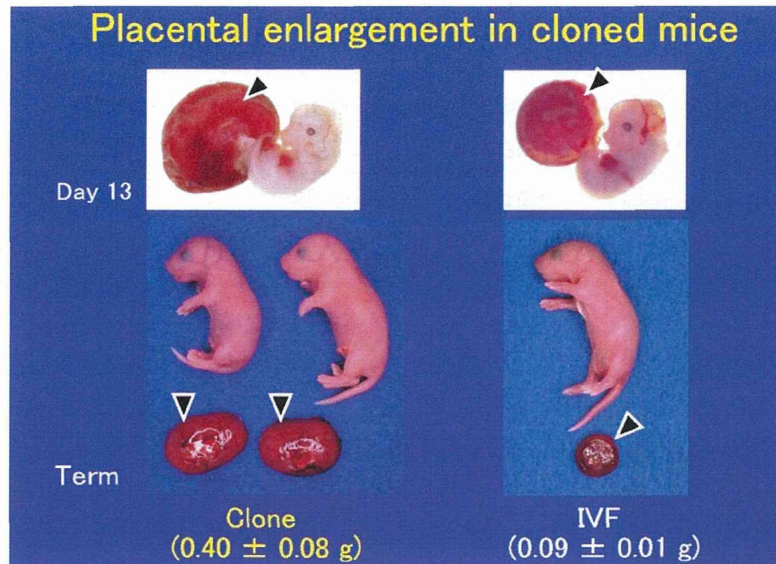 Placental enlargement in cloned mice
Day 13
Term
Clone
(0.40 ± 0.08 g)
IVF
(0.09 ± 0.01 g)